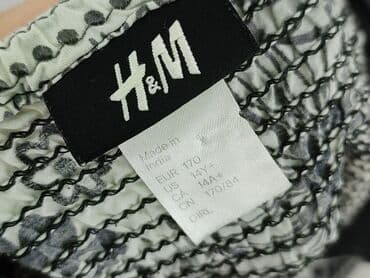 H&M
Made in
India
EUR 170
US 14Y+
CA 14A+
CN 170/84
GIRL